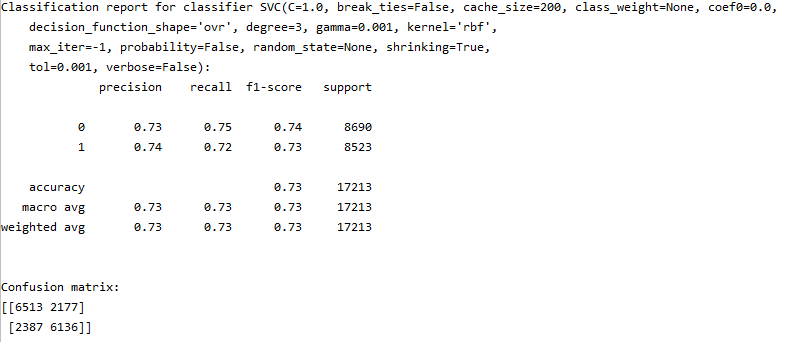 Classification report for classifier SVC(C=1.0, break_ties=False, cache_size=200, class_weight=None, coef0=0.0,
    decision_function_shape='ovr', degree=3, gamma=0.001, kernel='rbf',
    max_iter=-1, probability=False, random_state=None, shrinking=True,
    tol=0.001, verbose=False):
              precision    recall  f1-score   support

           0       0.73      0.75      0.74      8690
           1       0.74      0.72      0.73      8523

    accuracy                           0.73     17213
   macro avg       0.73      0.73      0.73     17213
weighted avg       0.73      0.73      0.73     17213


Confusion matrix:
[[6513 2177]
 [2387 6136]]